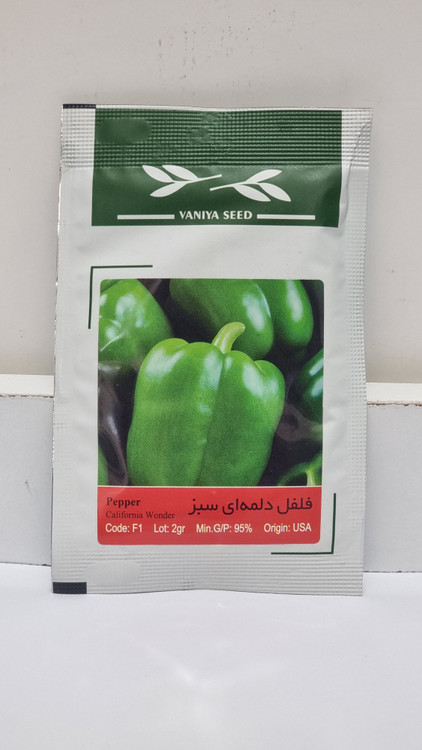 VANIYA SEED
Pepper
California Wonder
فلفل دلمه‌ای سبز
Code: F1 Lot: 2gr Min.G/P: 95% Origin: USA